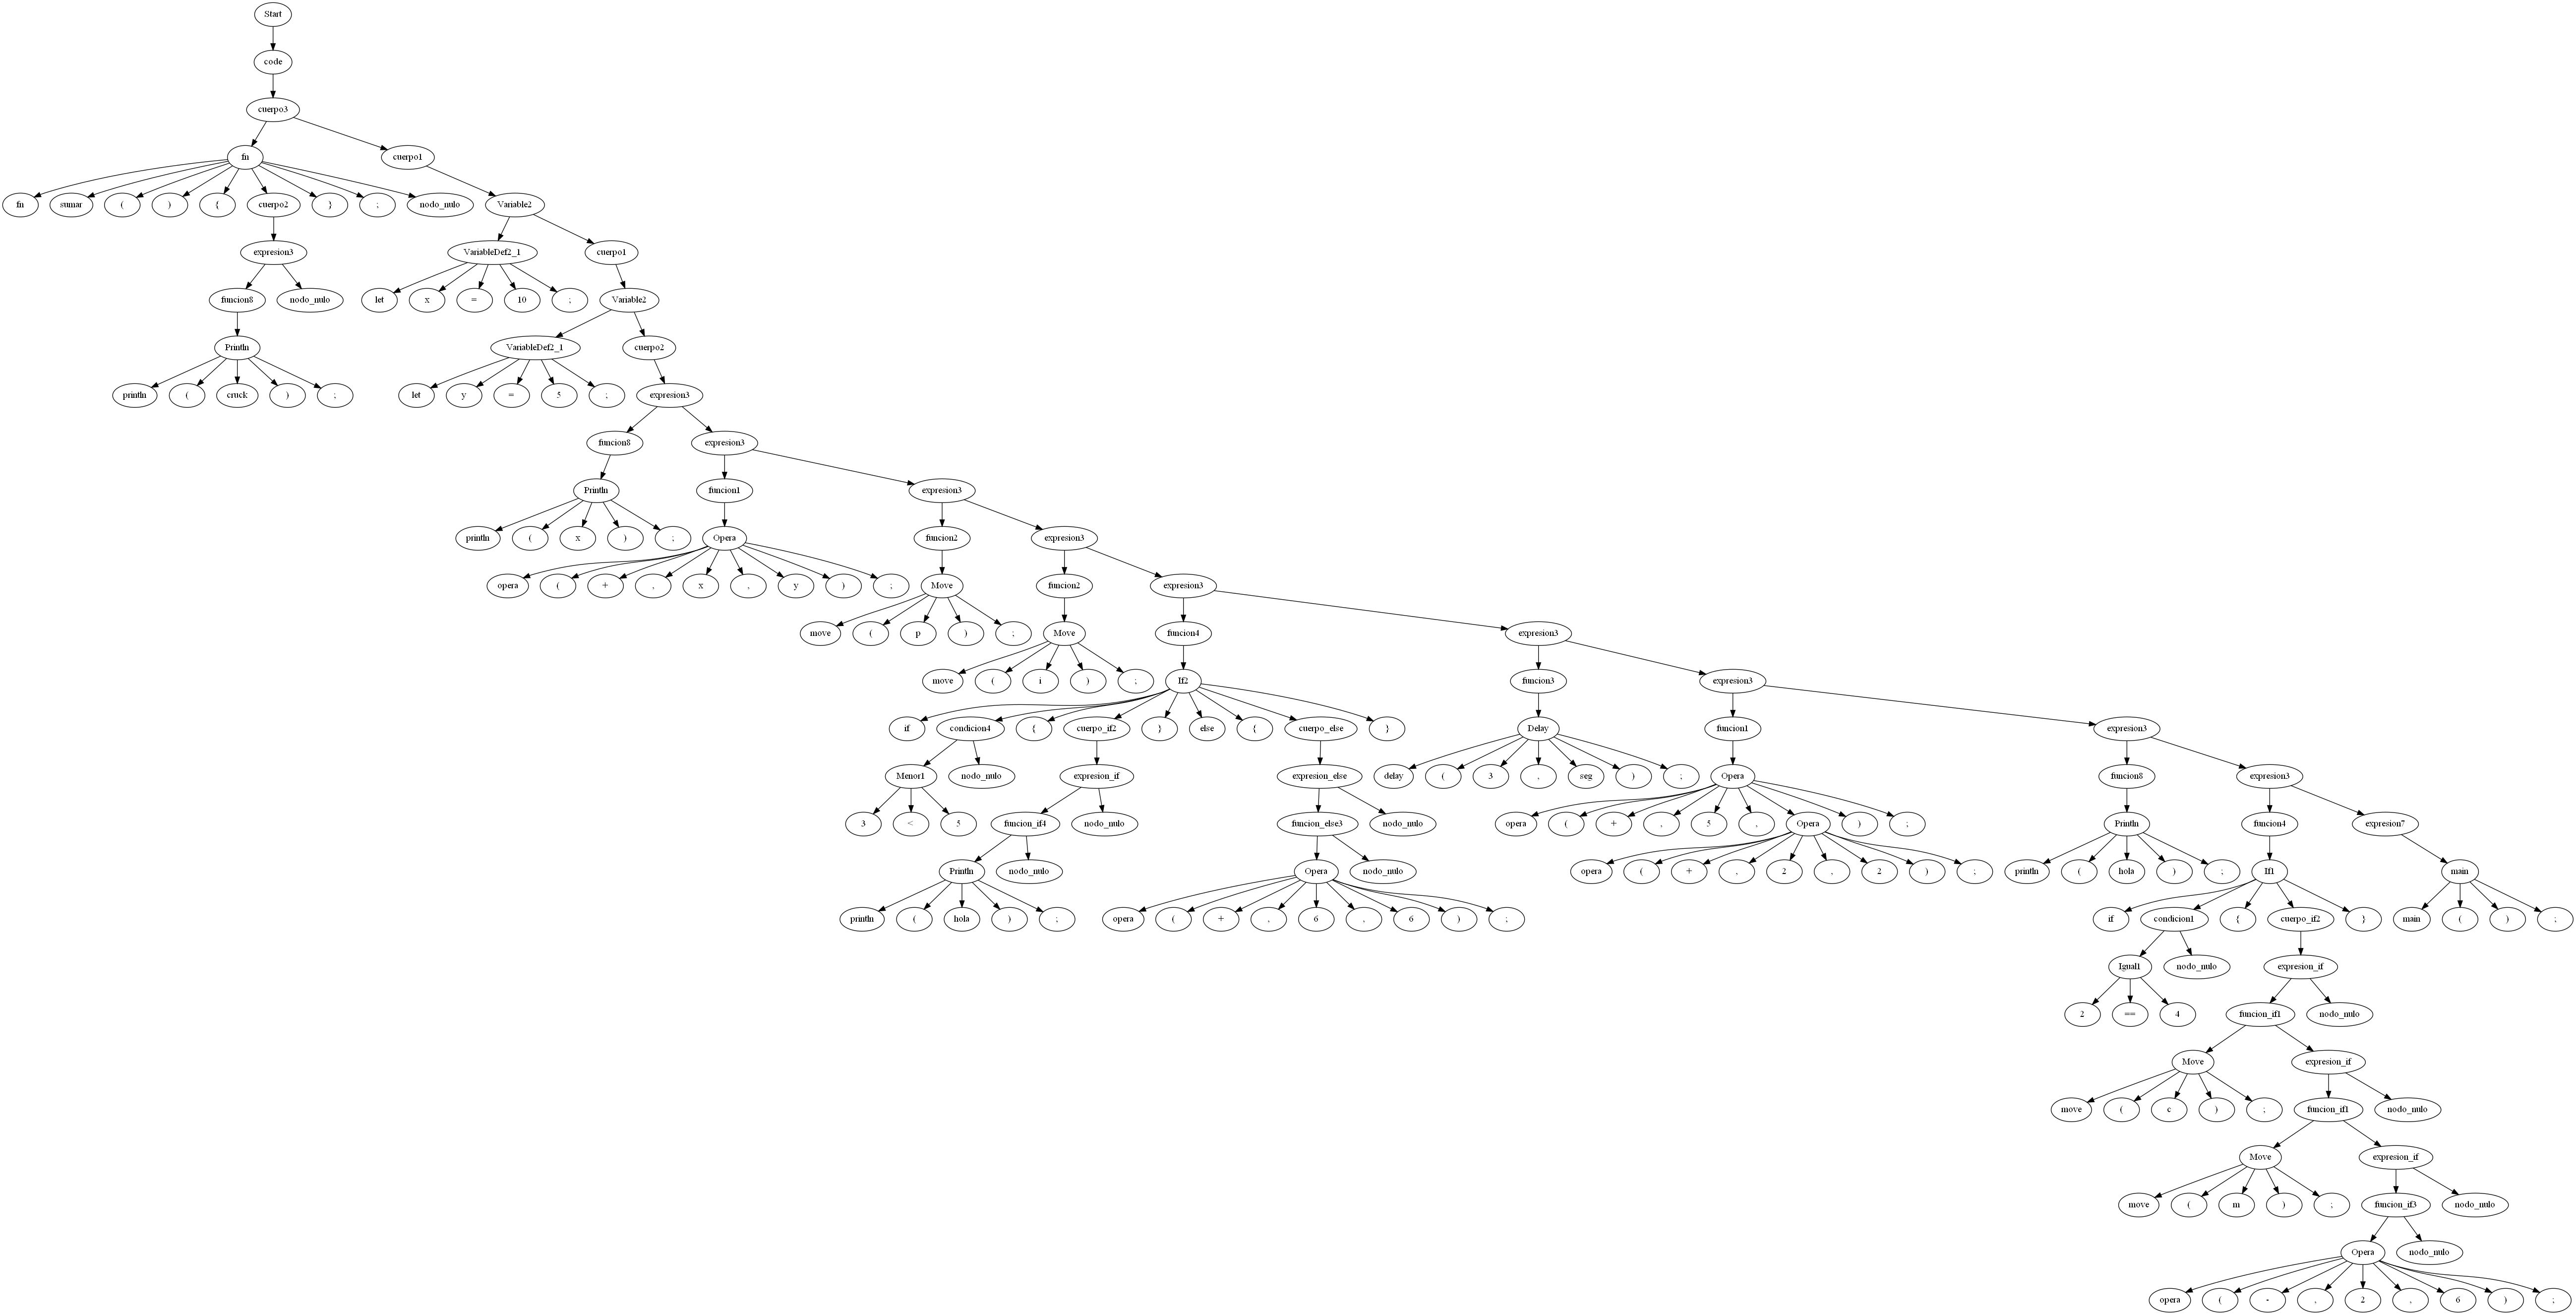 Start
code
cuerpo3
fn cuerpo1
fn sumar ( ) { cuerpo2 } ; nodo_nulo Variable2
expresion3 VariableDef2_1 cuerpo1
funcion8 nodo_nulo let x = 10 ; Variable2
Println VariableDef2_1 cuerpo2
println ( cruck ) ; let y = 5 ; expresion3
funcion8 expresion3
Println funcion1 expresion3
println ( x ) ; Opera funcion2 expresion3
opera ( + , x , y ) ; Move funcion2 expresion3
move ( p ) ; Move funcion4 expresion3
move ( i ) ; If2 funcion3 expresion3
if condicion4 { cuerpo_if2 } else { cuerpo_else } Delay funcion1 expresion3
Menor1 nodo_nulo expresion_if expresion_else delay ( 3 , seg ) ; Opera funcion8 expresion3
3 < 5 funcion_if4 nodo_nulo funcion_else3 nodo_nulo opera ( + , 5 , Opera ) ; Println funcion4 expresion7
Println nodo_nulo Opera nodo_nulo opera ( + , 2 , 2 ) ; println ( hola ) ; If1 main
println ( hola ) ; opera ( + , 6 , 6 ) ; if condicion1 { cuerpo_if2 } main ( ) ;
Igual1 nodo_nulo expresion_if
2 == 4 funcion_if1 nodo_nulo
Move expresion_if
move ( c ) ; funcion_if1 nodo_nulo
Move expresion_if
move ( m ) ; funcion_if3 nodo_nulo
Opera nodo_nulo
opera ( - , 2 , 6 ) ;